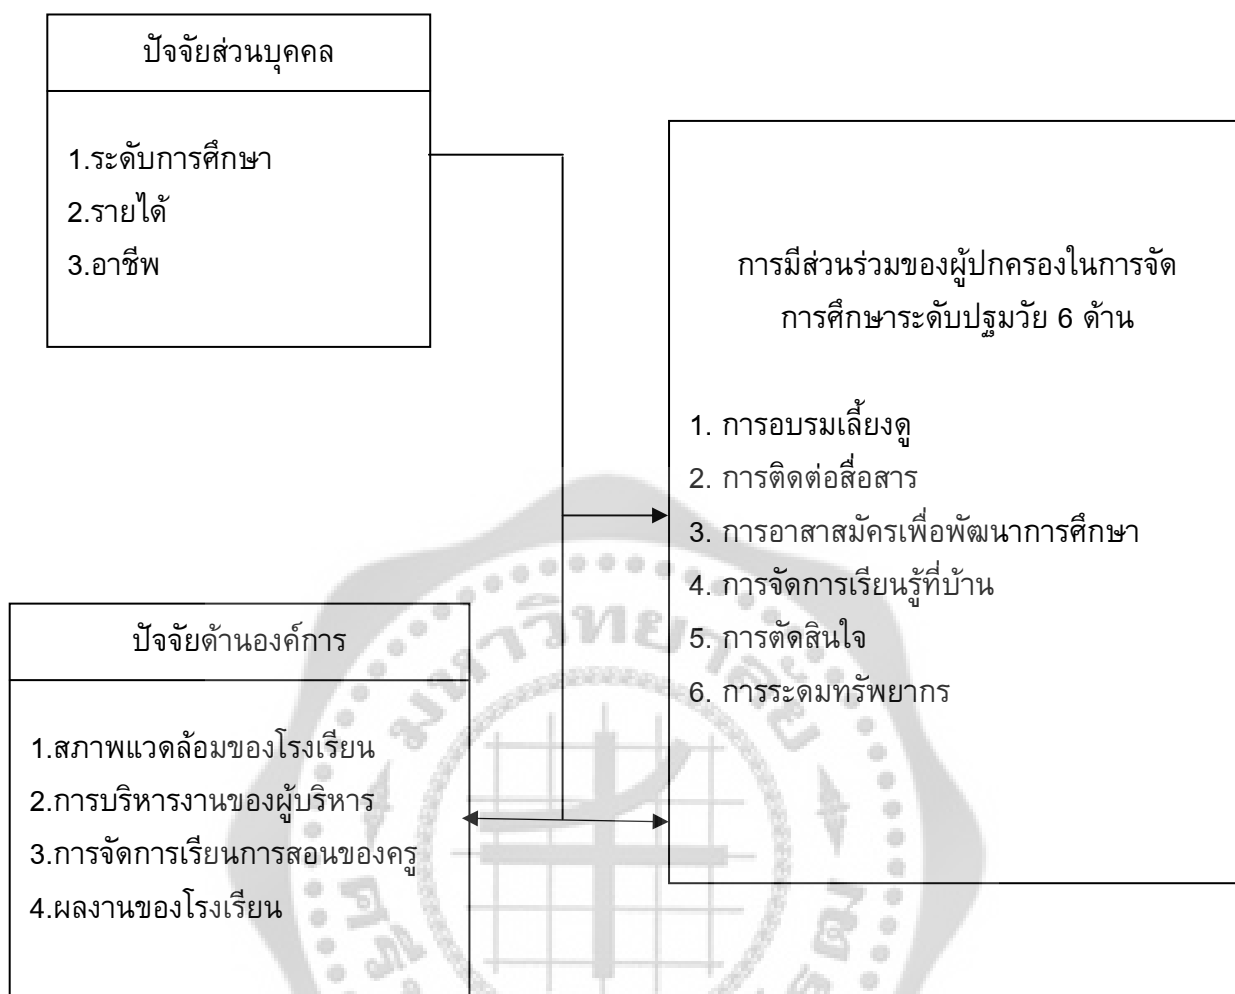 ปัจจัยส่วนบุคคล
1.ระดับการศึกษา
2.รายได้
3.อาชีพ
การมีส่วนร่วมของผู้ปกครองในการจัด
การศึกษาระดับปฐมวัย 6 ด้าน
1. การอบรมเลี้ยงดู
2. การติดต่อสื่อสาร
3. การอาสาสมัครเพื่อพัฒนาการศึกษา
4. การจัดการเรียนรู้ที่บ้าน
5. การตัดสินใจ
6. การระดมทรัพยากร
ปัจจัยด้านองค์การ
1.สภาพแวดล้อมของโรงเรียน
2.การบริหารงานของผู้บริหาร
3.การจัดการเรียนการสอนของครู
4.ผลงานของโรงเรียน
มหาวิทยาลัย